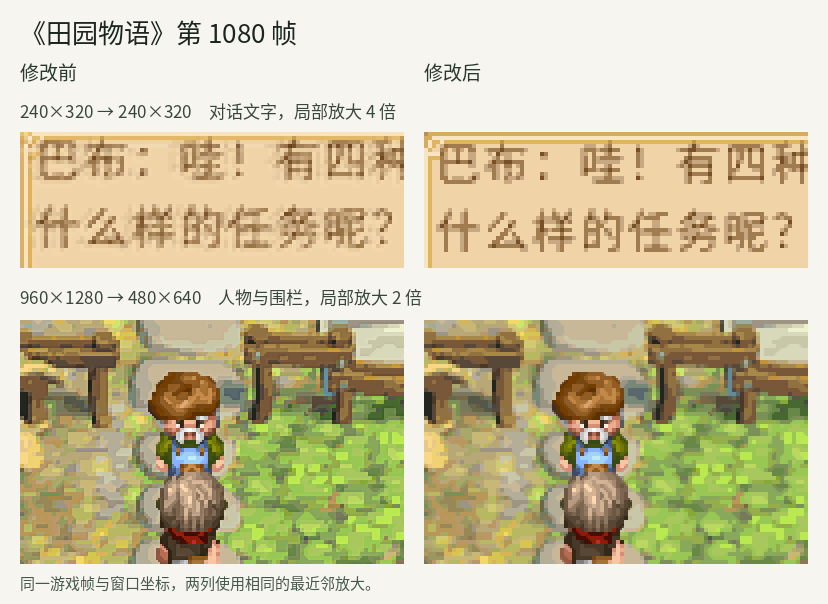 《田园物语》第 1080 帧
修改前
修改后
240×320 → 240×320 对话文字，局部放大 4 倍
巴布：哇！有四种
什么样的任务呢？
巴布：哇！有四种
什么样的任务呢？
960×1280 → 480×640 人物与围栏，局部放大 2 倍
同一游戏帧与窗口坐标，两列使用相同的最近邻放大。